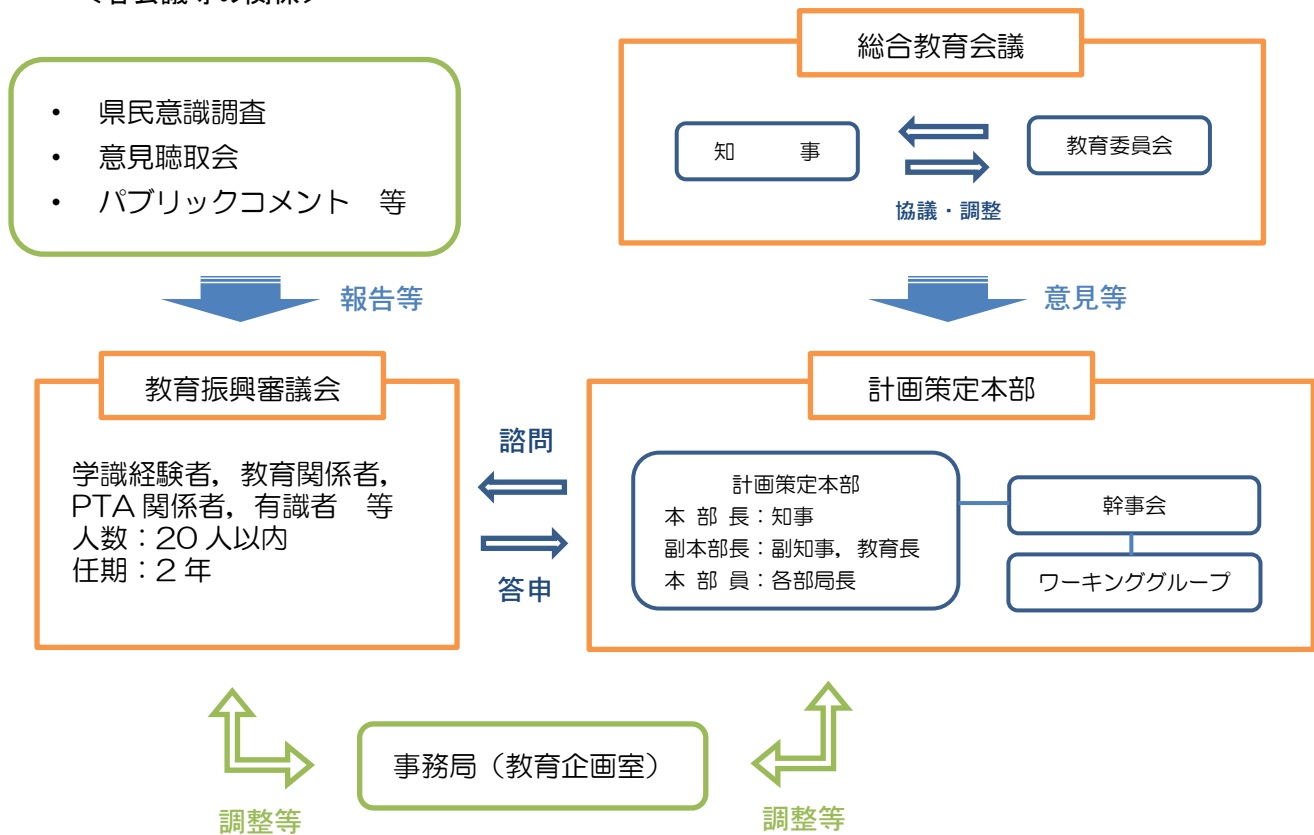 ・ 県民意識調査
・ 意見聴取会
・ パブリックコメント 等
総合教育会議
知 事
教育委員会
協議・調整
報告等
意見等
教育振興審議会
学識経験者，教育関係者，
PTA 関係者，有識者 等
人数：20 人以内
任期：2 年
諮問
答申
計画策定本部
計画策定本部
本 部 長：知事
副本部長：副知事，教育長
本 部 員：各部局長
幹事会
ワーキンググループ
事務局（教育企画室）
調整等
調整等